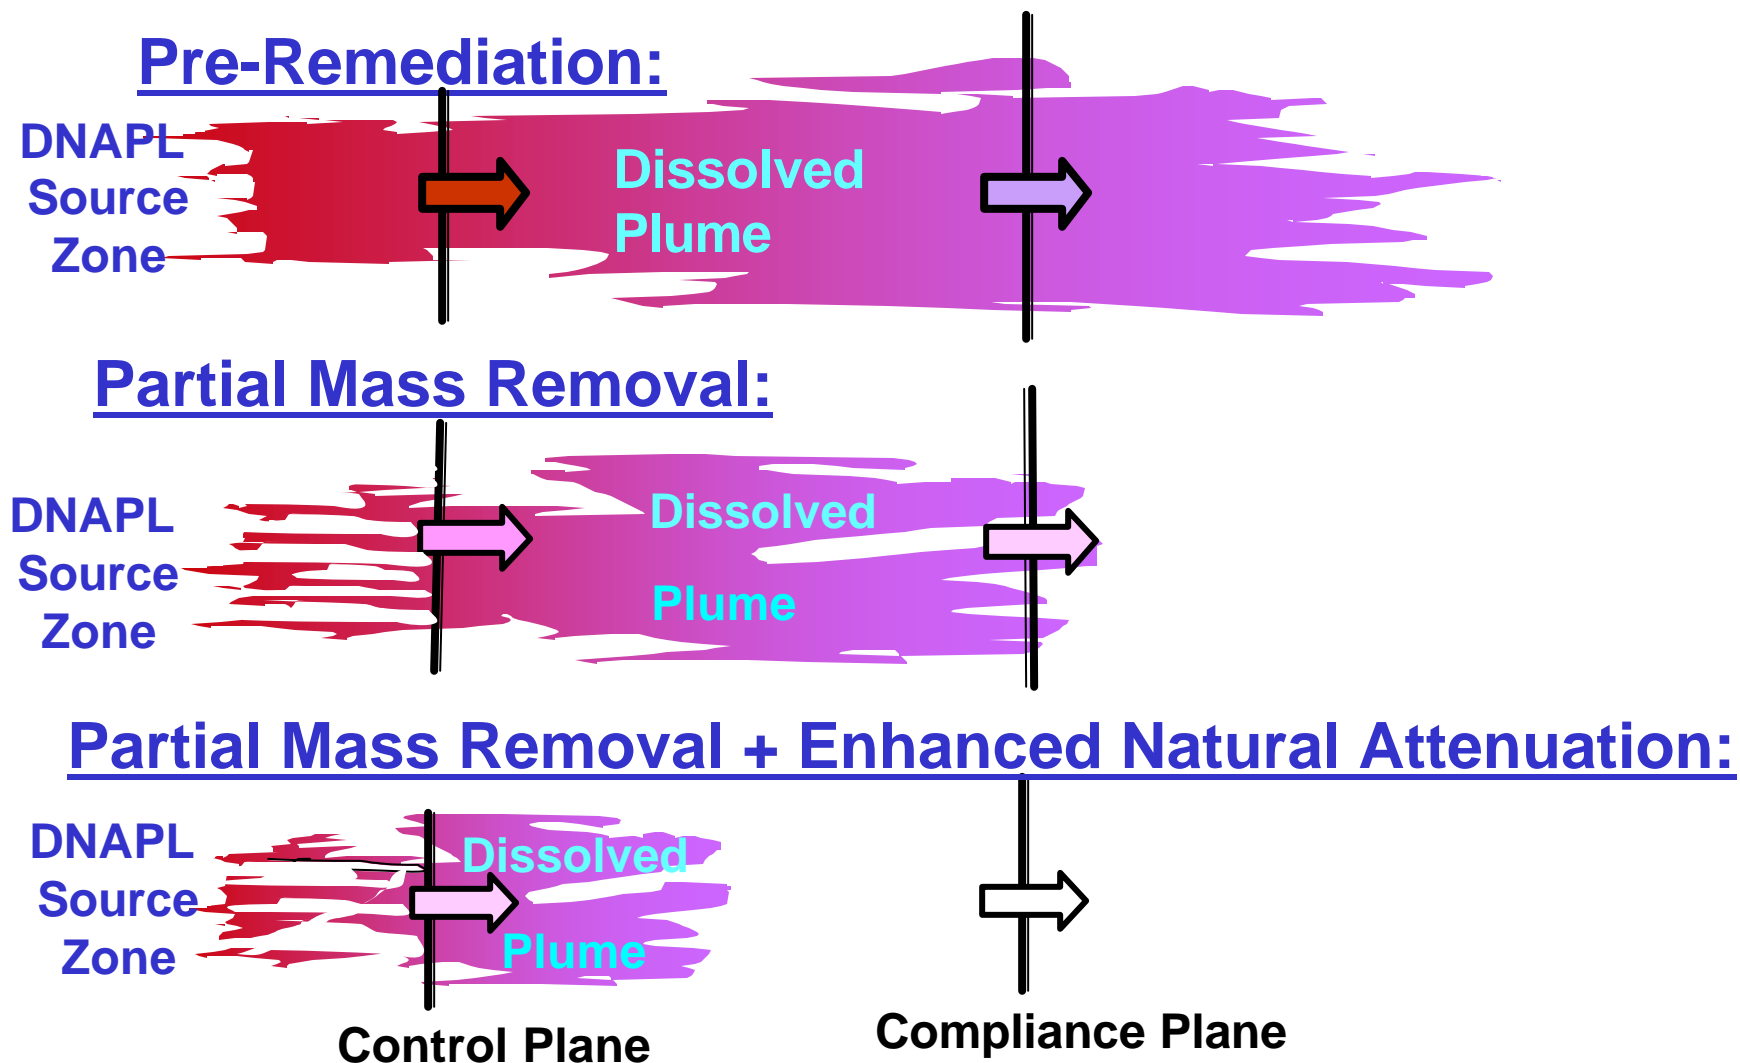 Pre-Remediation:
DNAPL
Source
Zone
Dissolved
Plume
Partial Mass Removal:
DNAPL
Source
Zone
Dissolved
Plume
Partial Mass Removal + Enhanced Natural Attenuation:
DNAPL
Source
Zone
Dissolved
Plume
Control Plane
Compliance Plane